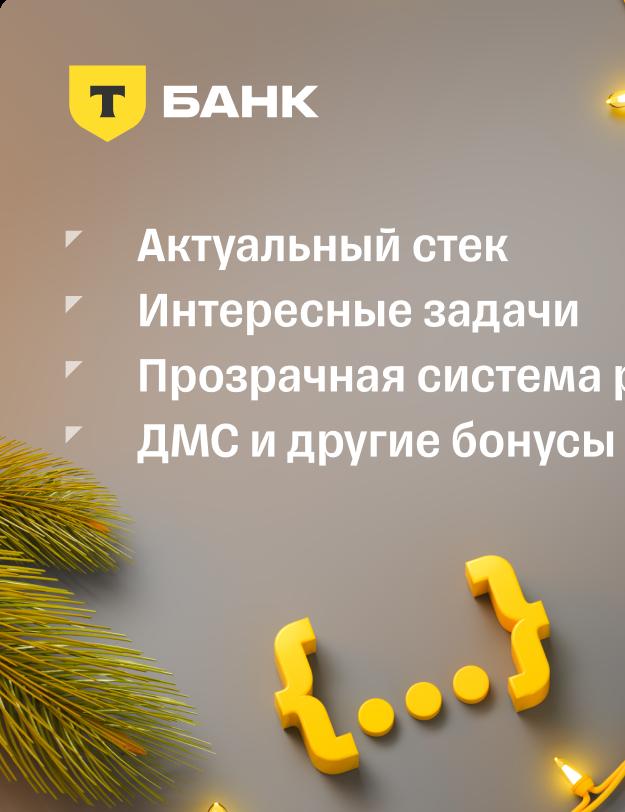 Т БАНК
Актуальный стек
Интересные задачи
Прозрачная система
ДМС и другие бонусы
{...}